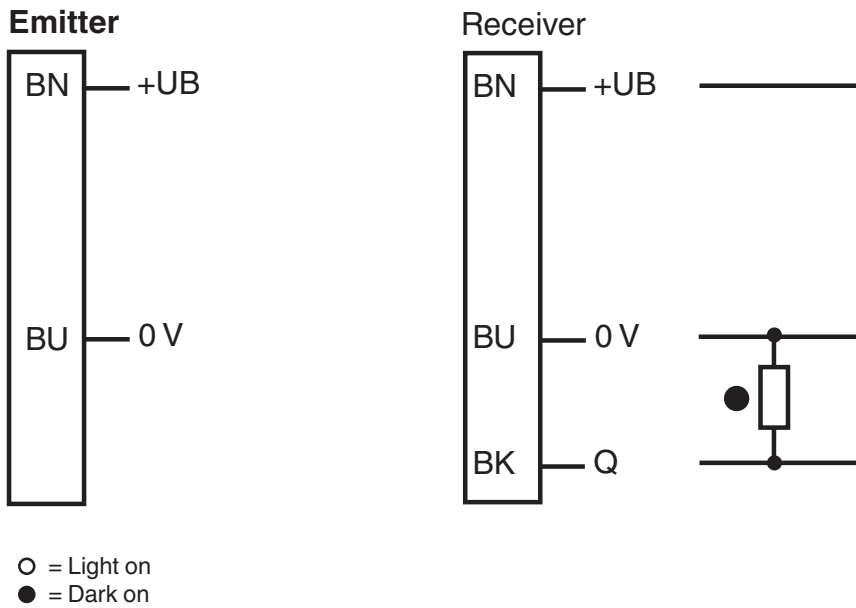 Emitter
BN +UB
BU 0 V
Receiver
BN +UB
BU 0 V
BK Q
= Light on
= Dark on